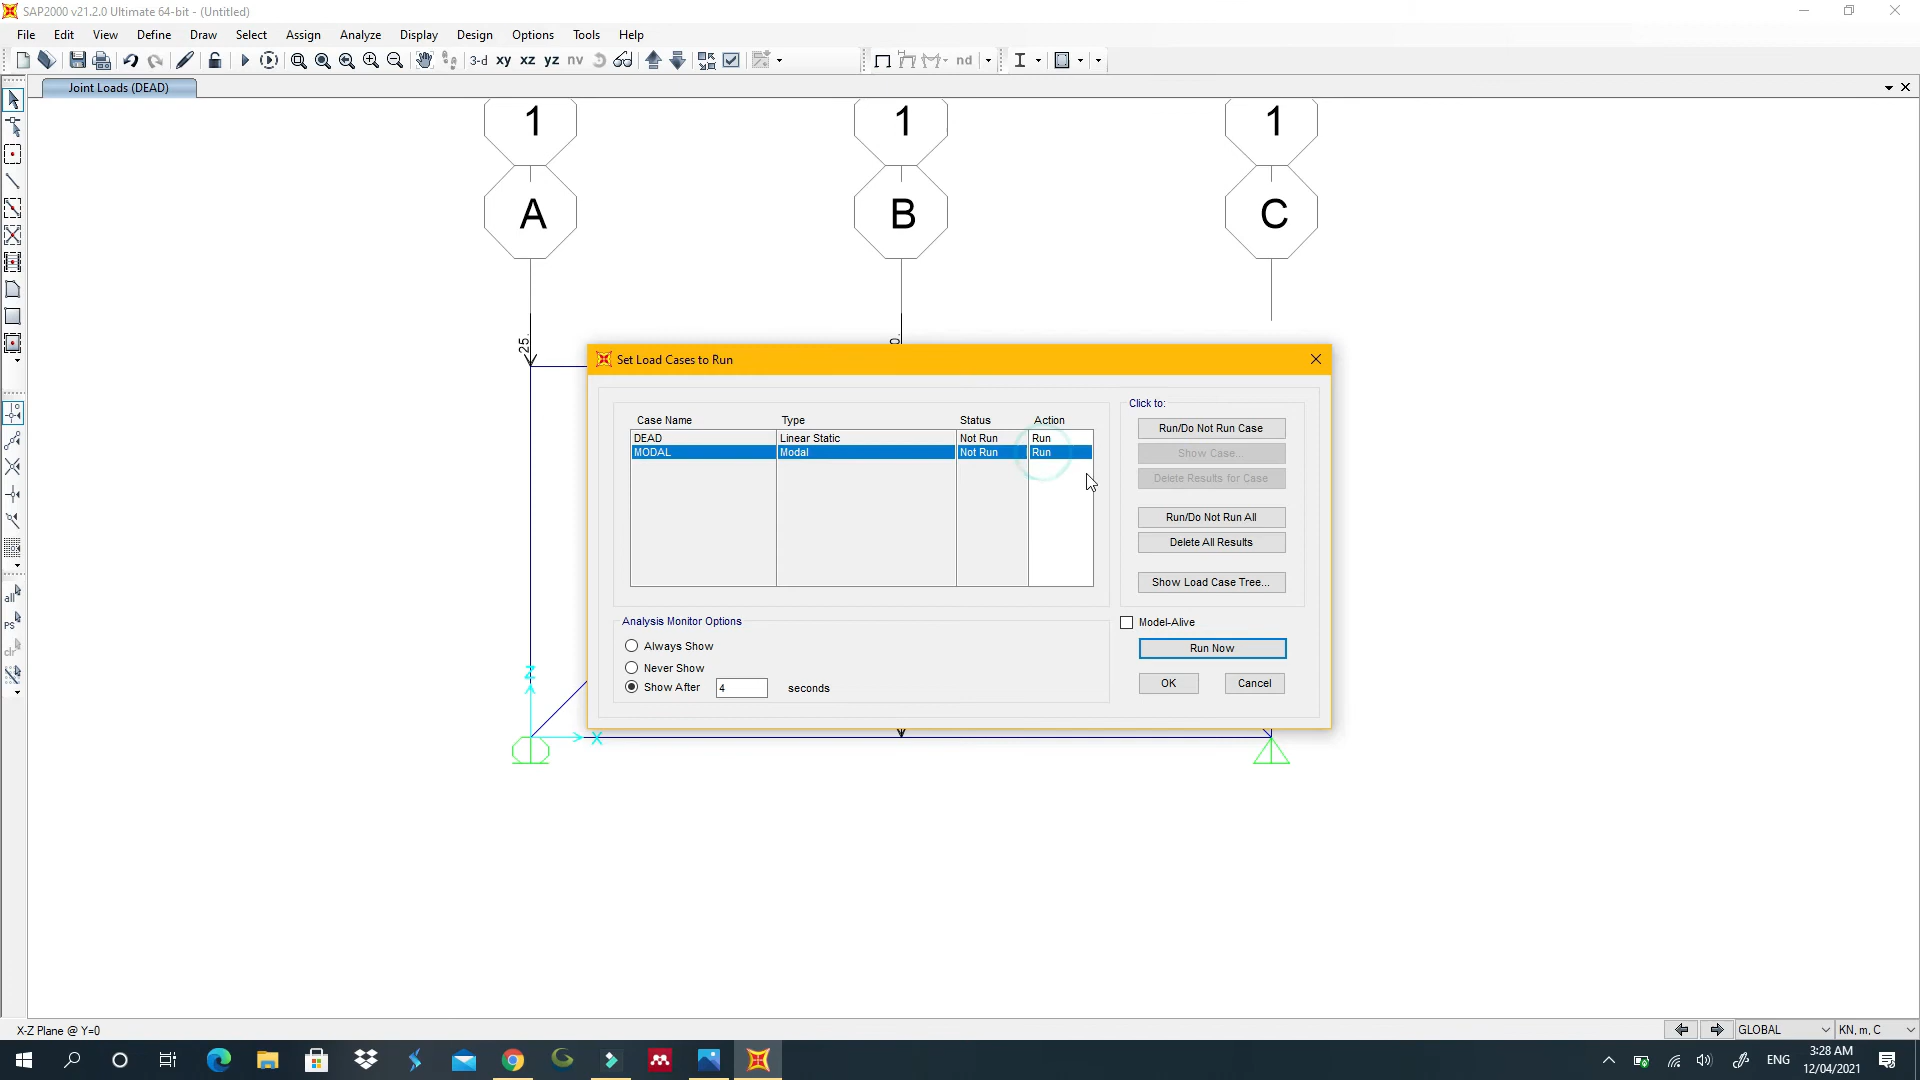 SAP2000 v21.2.0 Ultimate 64-bit - (Untitled)
File Edit View Define Draw Select Assign Analyze Display Design Options Tools Help
3-d xy xz yz nv nd
Joint Loads (DEAD)
1 1 1
A B C
25.
0.
Set Load Cases to Run
Case Name Type Status Action
DEAD Linear Static Not Run Run
MODAL Modal Not Run Run
Click to:
Run/Do Not Run Case
Show Case...
Delete Results for Case
Run/Do Not Run All
Delete All Results
Show Load Case Tree...
Analysis Monitor Options
Always Show
Never Show
Show After 4 seconds
Model-Alive
Run Now
OK Cancel
all
PS
clr
Z
X
X-Z Plane @ Y=0
GLOBAL KN, m, C
ENG
3:28 AM
12/04/2021